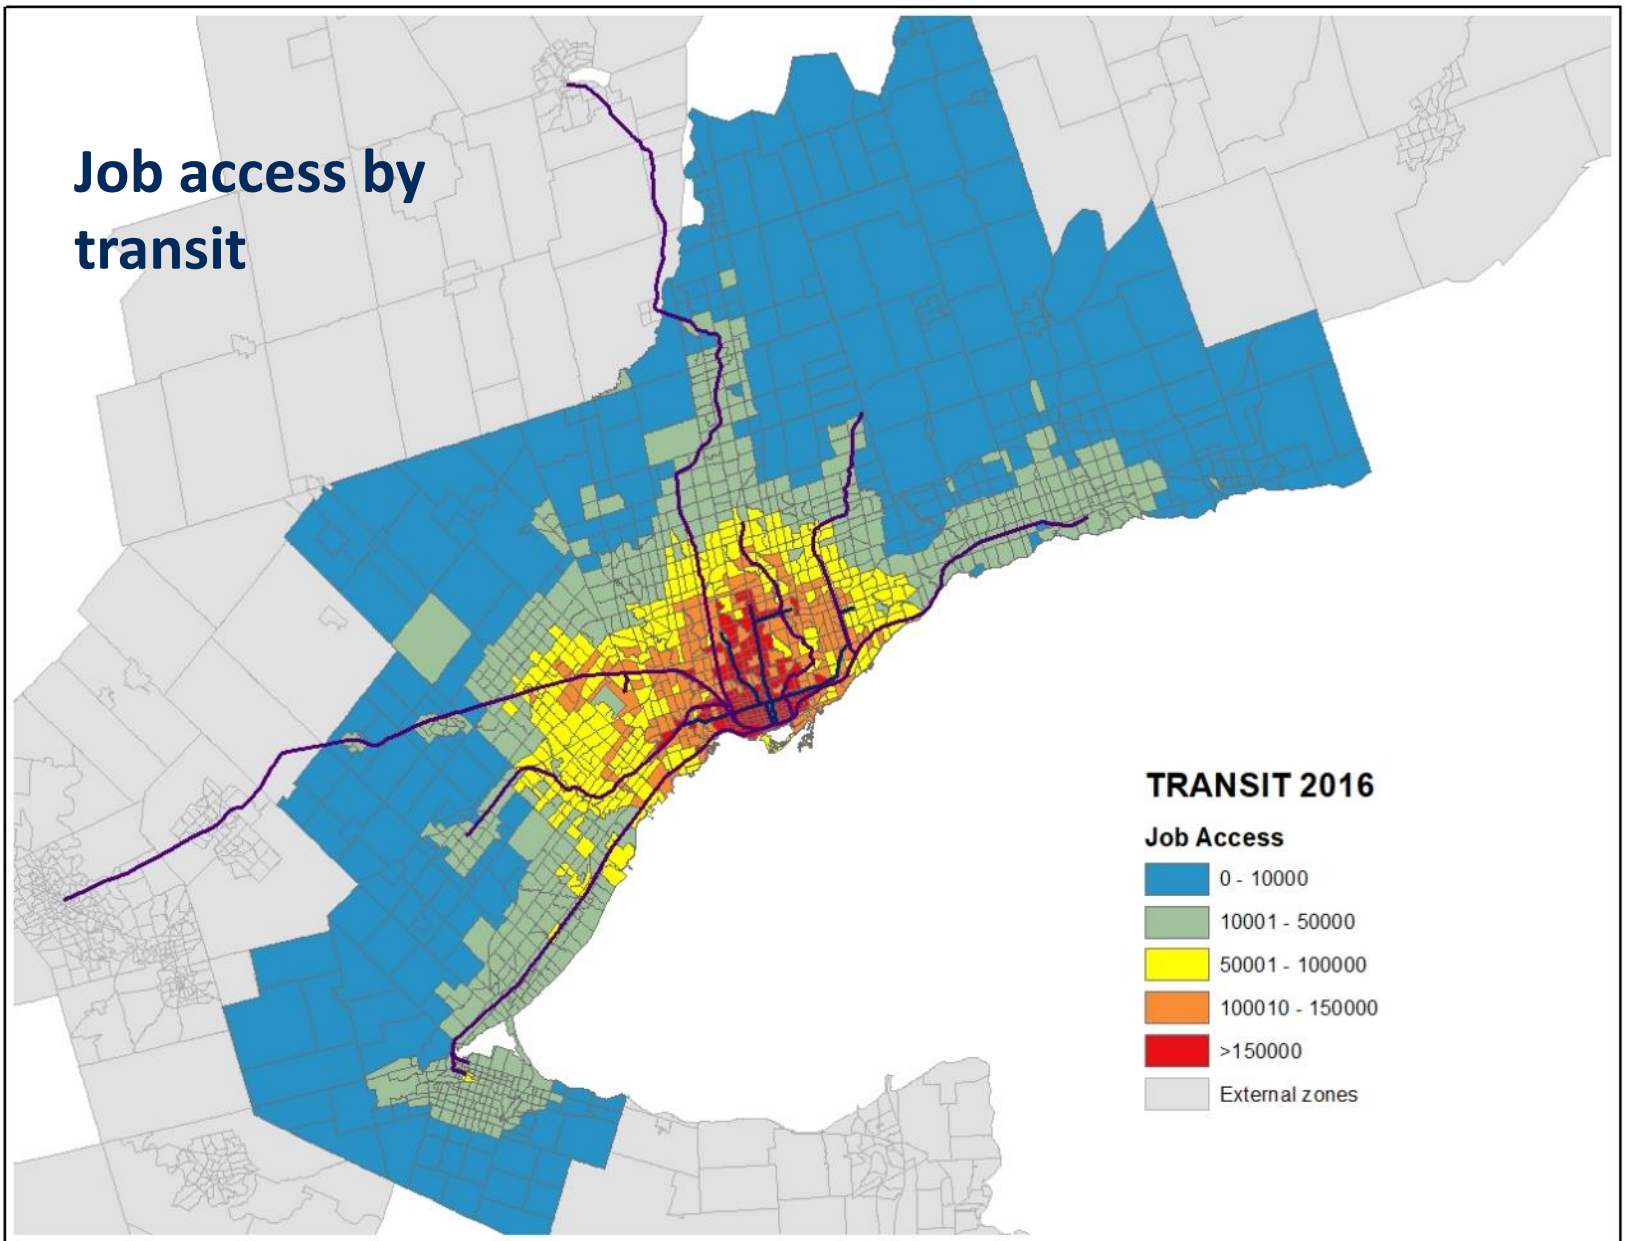 Job access by
transit
TRANSIT 2016
Job Access
0 - 10000
10001 - 50000
50001 - 100000
100010 - 150000
>150000
External zones